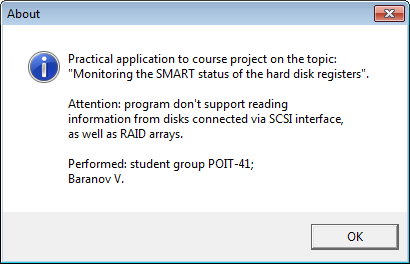 About
Practical application to course project on the topic:
"Monitoring the SMART status of the hard disk registers".
Attention: program don't support reading
information from disks connected via SCSI interface,
as well as RAID arrays.
Performed: student group POIT-41;
Baranov V.
OK